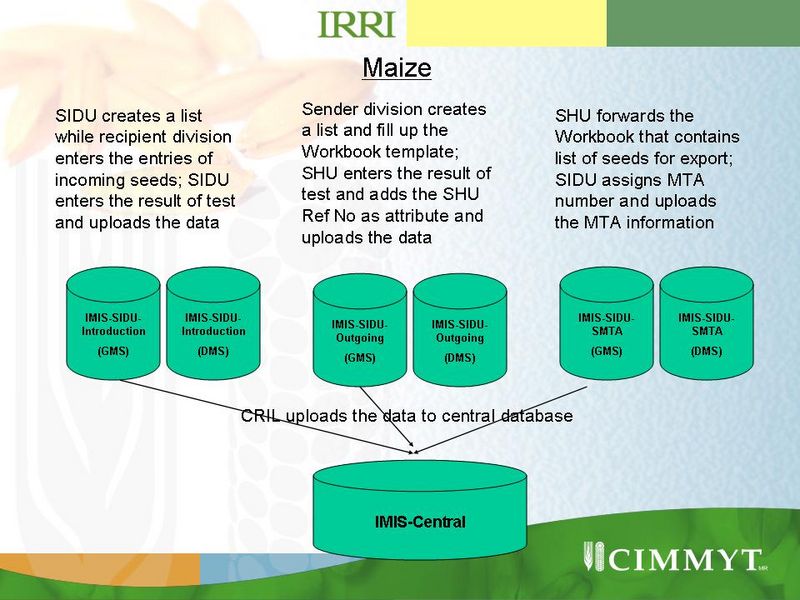 IRRI
Maize
SIDU creates a list
while recipient division
enters the entries of
incoming seeds; SIDU
enters the result of test
and uploads the data
Sender division creates
a list and fill up the
Workbook template;
SHU enters the result of
test and adds the SHU
Ref No as attribute and
uploads the data
SHU forwards the
Workbook that contains
list of seeds for export;
SIDU assigns MTA
number and uploads
the MTA information
IMIS-SIDU-
Introduction
(GMS)
IMIS-SIDU-
Introduction
(DMS)
IMIS-SIDU-
Outgoing
(GMS)
IMIS-SIDU-
Outgoing
(DMS)
IMIS-SIDU-
SMTA
(GMS)
IMIS-SIDU-
SMTA
(DMS)
CRIL uploads the data to central database
IMIS-Central
CIMMYT MR